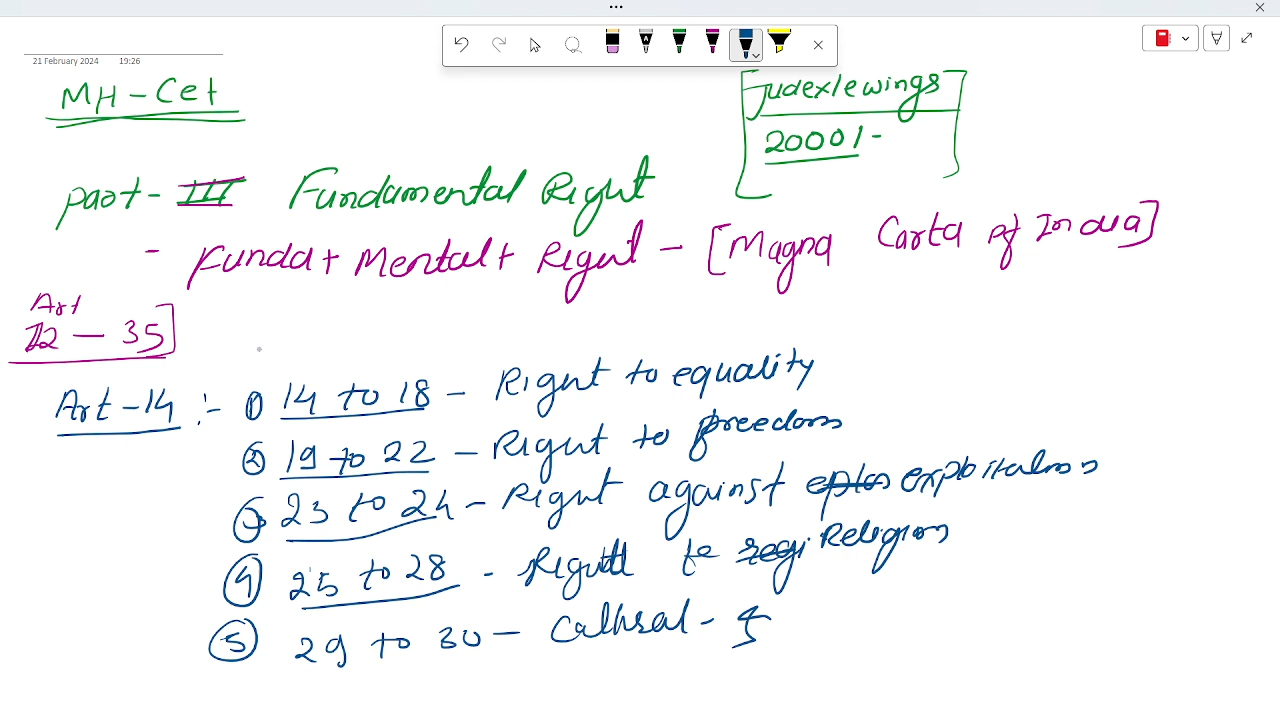 21 February 2024 19:26
MH-Cet
Judexlewings
20001-
Part-III Fundamental Right
- Funda+Mental+Right-[Magna Carta of India]
Art
12-35]
Art-14:- ① 14 to 18 - Right to equality
② 19 to 22 - Right to freedom
③ 23 to 24 - Right against exploitation
④ 25 to 28 - Right to Religion
⑤ 29 to 30 - Cultural -